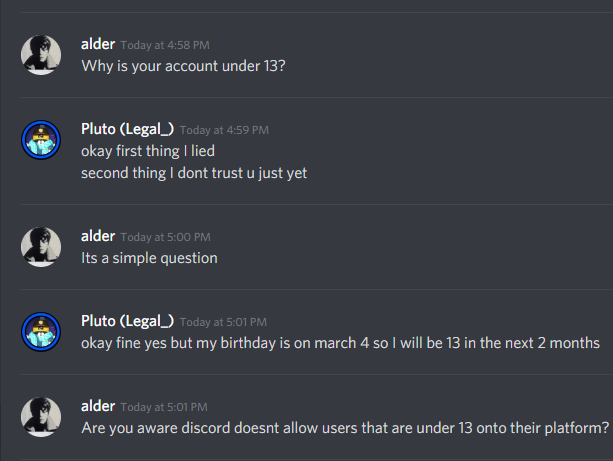 alder Today at 4:58 PM
Why is your account under 13?
Pluto (Legal_) Today at 4:59 PM
okay first thing I lied
second thing I dont trust u just yet
alder Today at 5:00 PM
Its a simple question
Pluto (Legal_) Today at 5:01 PM
okay fine yes but my birthday is on march 4 so I will be 13 in the next 2 months
alder Today at 5:01 PM
Are you aware discord doesnt allow users that are under 13 onto their platform?